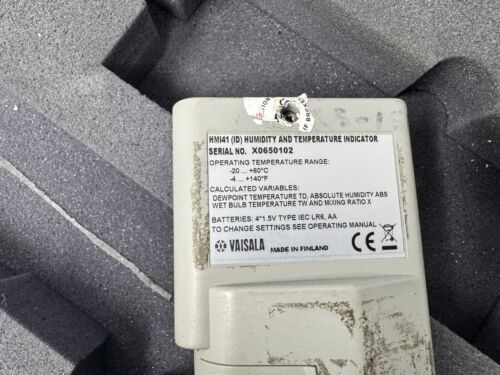 HMI41 (ID) HUMIDITY AND TEMPERATURE INDICATOR
SERIAL NO. X0650102
OPERATING TEMPERATURE RANGE:
-20 ...+60°C
-4 ...+140°F
CALCULATED VARIABLES:
DEWPOINT TEMPERATURE TD, ABSOLUTE HUMIDITY ABS
WET BULB TEMPERATURE TW AND MIXING RATIO X
BATTERIES: 4*1.5V TYPE IEC LR6, AA
TO CHANGE SETTINGS SEE OPERATING MANUAL
VAISALA MADE IN FINLAND CE